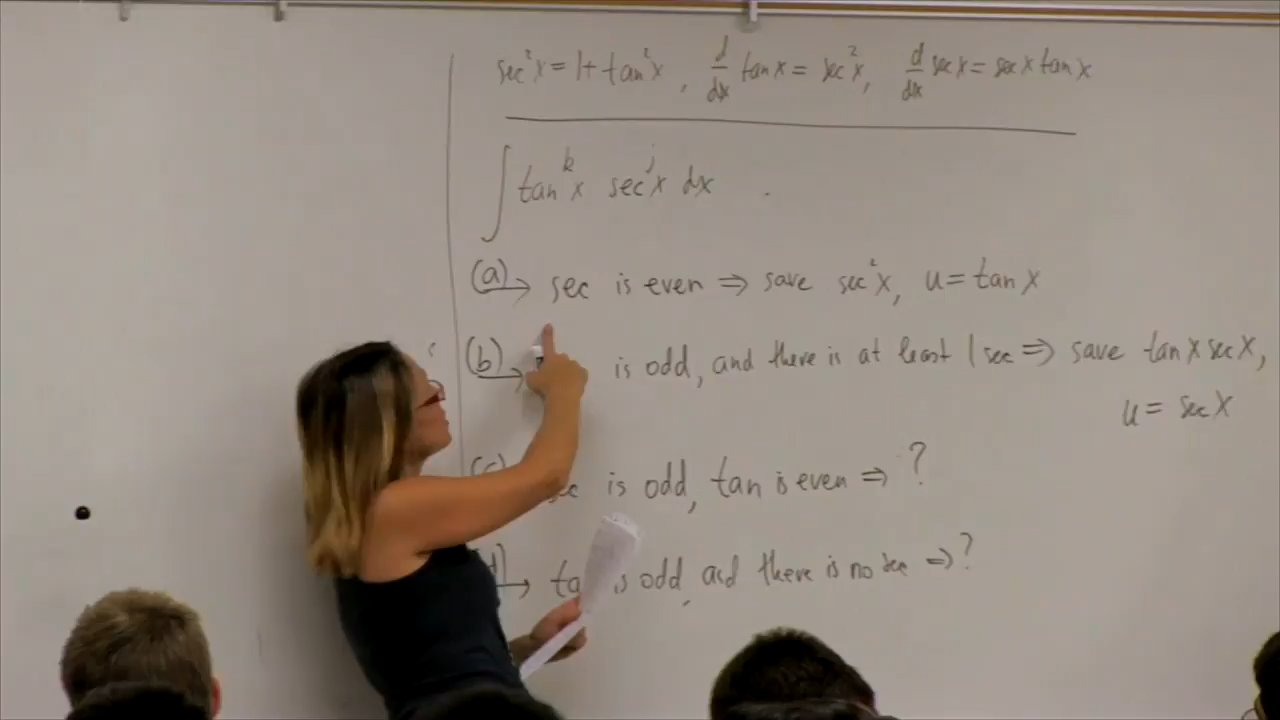 sec²x = 1 + tan²x , d/dx tan x = sec²x, d/dx sec x = sec x tan x
∫ tan^k x sec^j x dx
(a) → sec is even ⇒ save sec²x, u = tan x
(b) → is odd, and there is at least 1 sec ⇒ save tan x sec x,
u = sec x
(c) is odd, tan is even ⇒ ?
→ is odd, and there is no sec ⇒ ?